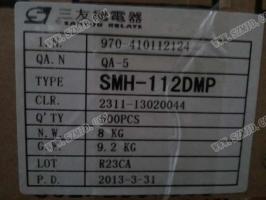 三友繼電器
SANYOU RELAYS
970-410112124
QA.N QA-5
TYPE SMH-112DMP
CLR. 2311-13020044
Q'TY 500PCS
N.W. 8 KG
G.W. 9.2 KG
LOT R23CA
P.D. 2013-3-31